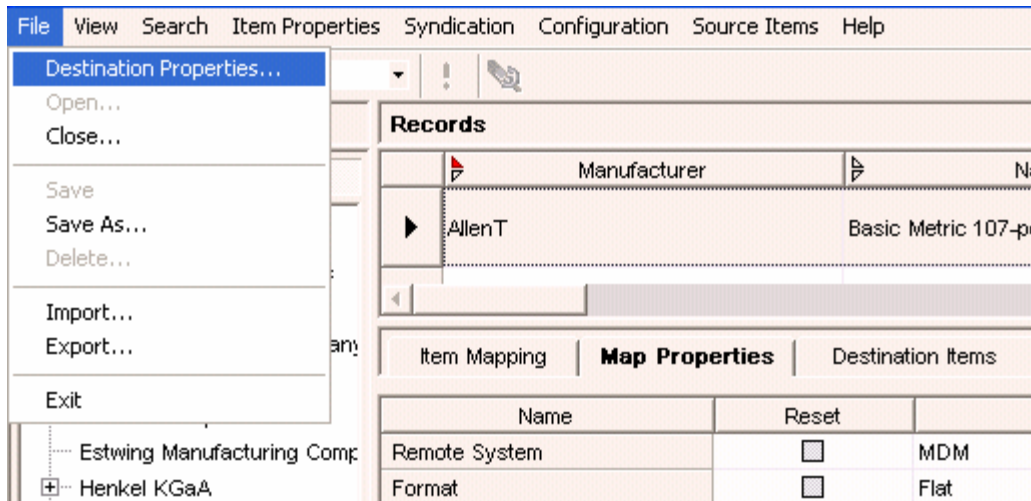 File View Search Item Properties Syndication Configuration Source Items Help
Destination Properties...
Open...
Close...
Save
Save As...
Delete...
Import...
Export...
Exit
Estwing Manufacturing Comp
Henkel KGaA
Records
Manufacturer
AllenT Basic Metric 107-p
Item Mapping Map Properties Destination Items
Name Reset
Remote System MDM
Format Flat